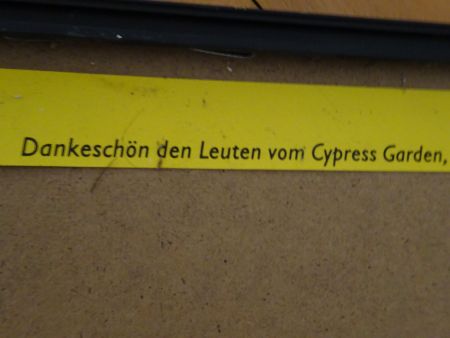 Dankeschön den Leuten vom Cypress Garden,